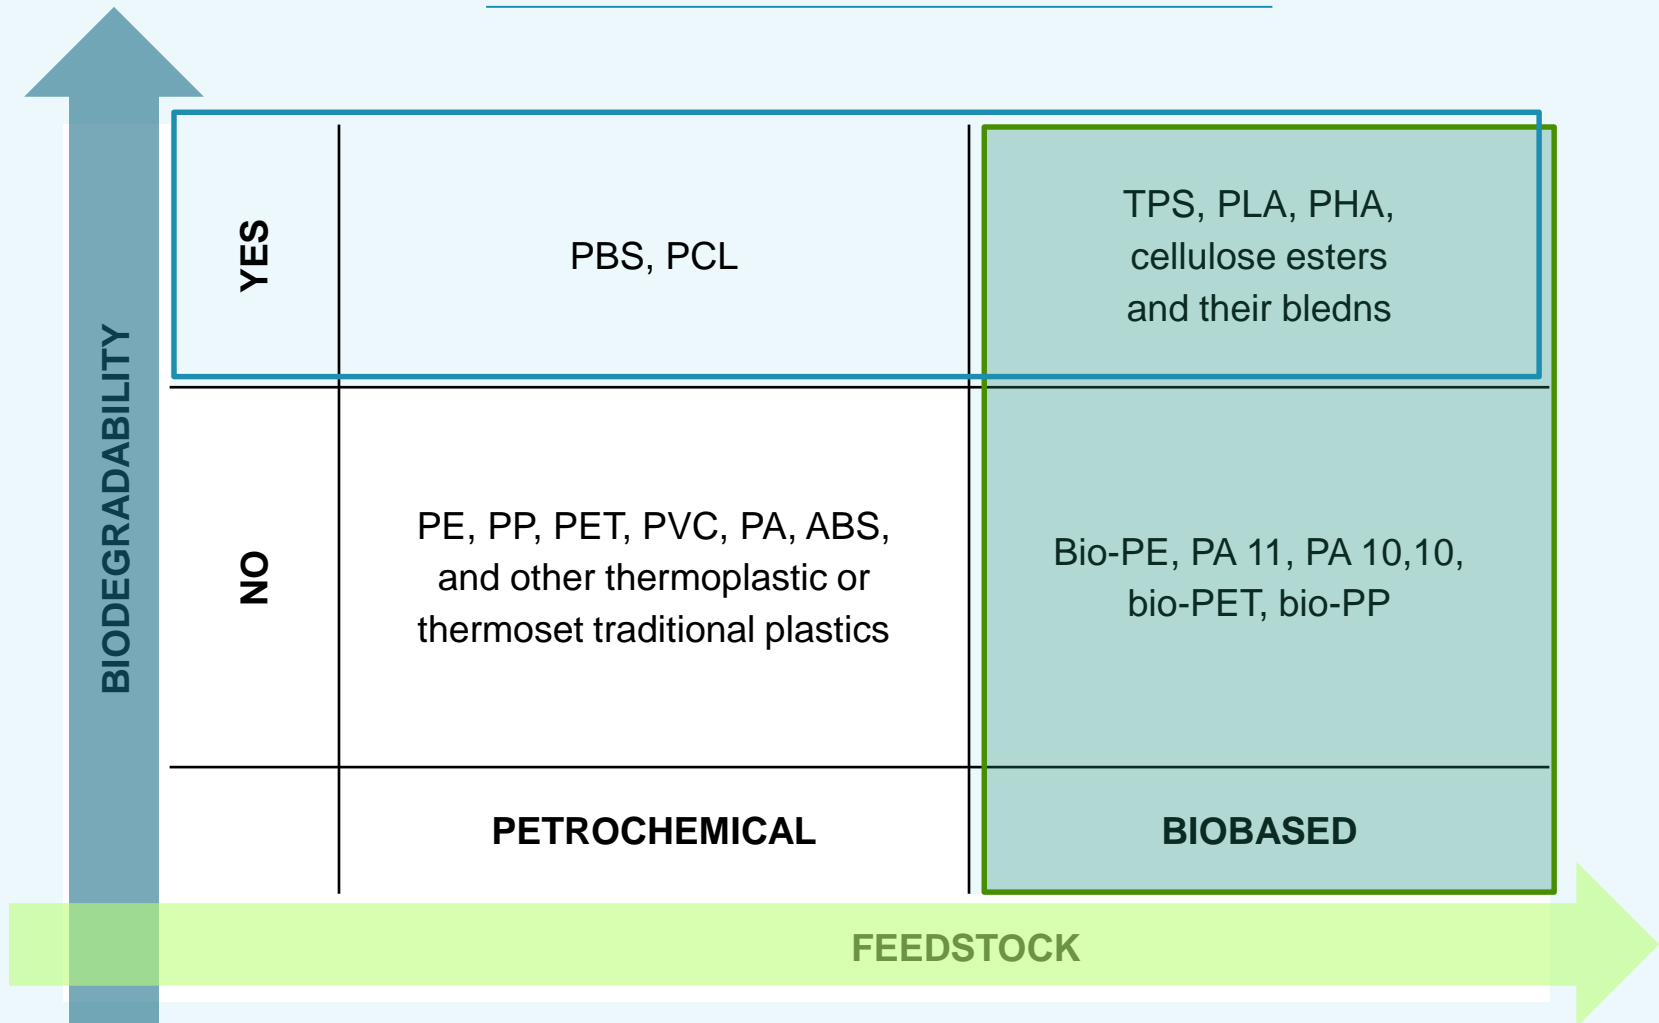 BIODEGRADABILITY
YES
PBS, PCL
TPS, PLA, PHA,
cellulose esters
and their bledns
NO
PE, PP, PET, PVC, PA, ABS,
and other thermoplastic or
thermoset traditional plastics
Bio-PE, PA 11, PA 10,10,
bio-PET, bio-PP
PETROCHEMICAL
BIOBASED
FEEDSTOCK